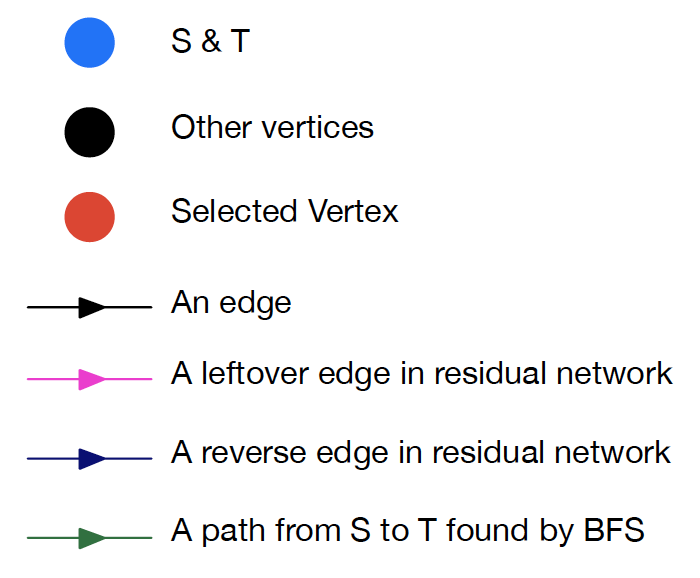 S & T
Other vertices
Selected Vertex
An edge
A leftover edge in residual network
A reverse edge in residual network
A path from S to T found by BFS